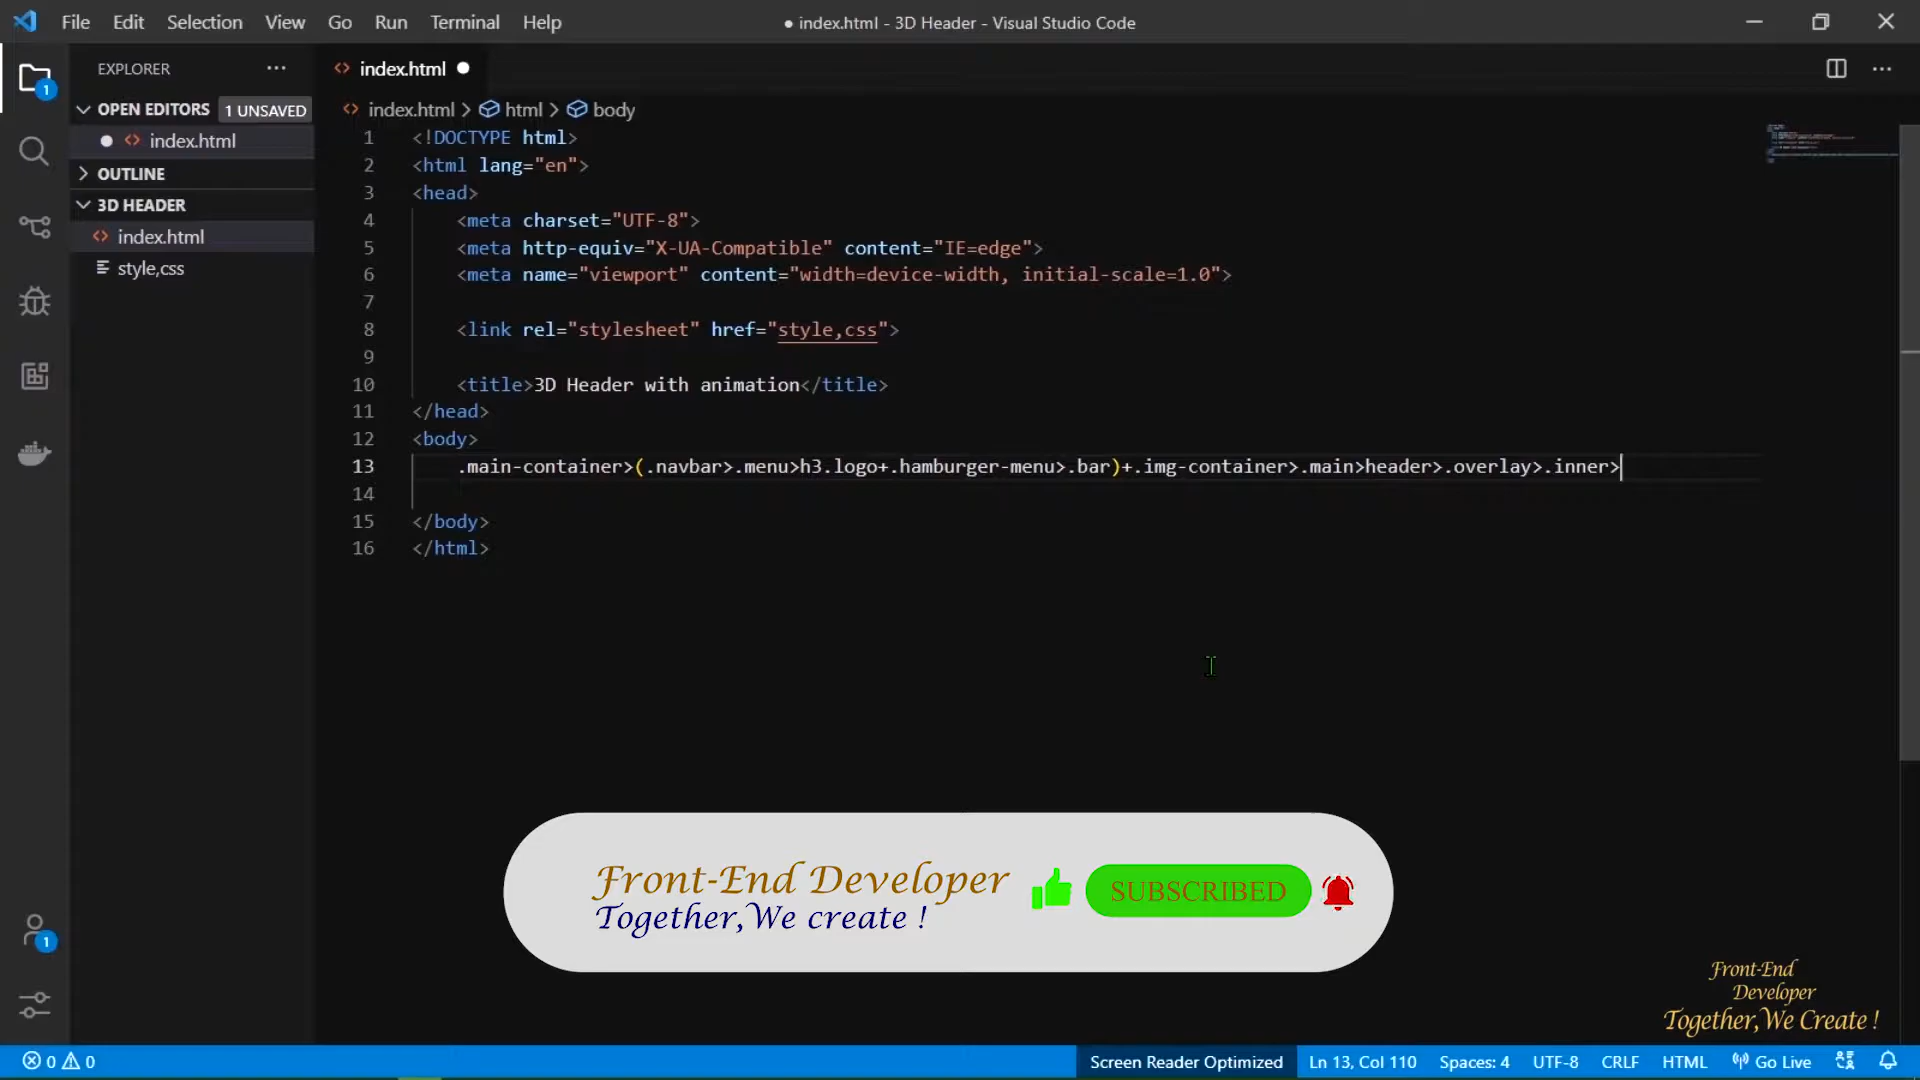 File Edit Selection View Go Run Terminal Help
● index.html - 3D Header - Visual Studio Code
EXPLORER
OPEN EDITORS 1 UNSAVED
index.html
OUTLINE
3D HEADER
index.html
style,css
index.html
index.html > html > body
1 <!DOCTYPE html>
2 <html lang="en">
3 <head>
4 <meta charset="UTF-8">
5 <meta http-equiv="X-UA-Compatible" content="IE=edge">
6 <meta name="viewport" content="width=device-width, initial-scale=1.0">
7
8 <link rel="stylesheet" href="style,css">
9
10 <title>3D Header with animation</title>
11 </head>
12 <body>
13 .main-container>(.navbar>.menu>h3.logo+.hamburger-menu>.bar)+.img-container>.main>header>.overlay>.inner>
14
15 </body>
16 </html>
1
1
Front-End Developer
Together,We create !
SUBSCRIBED
Front-End
Developer
Together,We Create !
0 0 Screen Reader Optimized Ln 13, Col 110 Spaces: 4 UTF-8 CRLF HTML Go Live